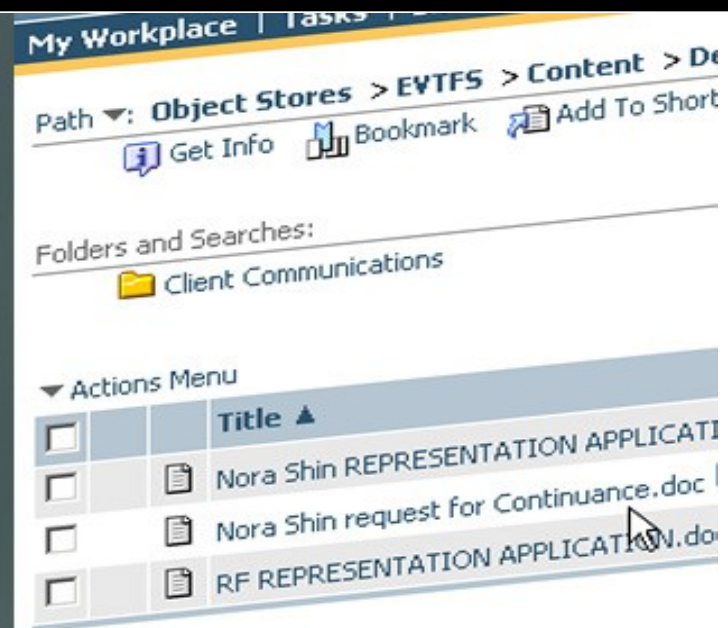 My Workplace | Tasks |
Path : Object Stores > EVTFS > Content > De
Get Info Bookmark Add To Short
Folders and Searches:
Client Communications
Actions Menu
Title
Nora Shin REPRESENTATION APPLICATI
Nora Shin request for Continuance.doc
RF REPRESENTATION APPLICATION.do